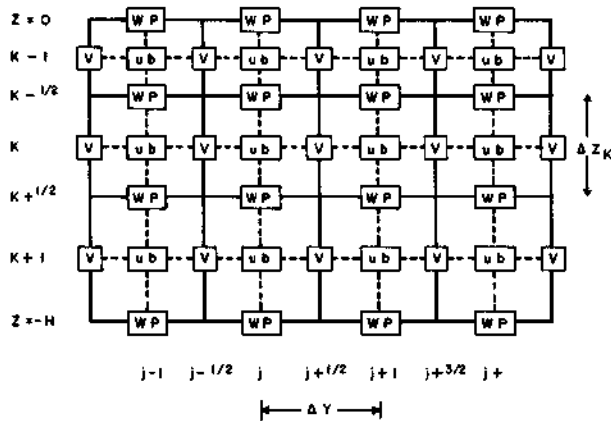 Z=0 WP WP WP WP
K-1 V ub V ub V ub V ub V
K-1/2 WP WP WP WP
K V ub V ub V ub V ub V ΔZK
K+1/2 WP WP WP WP
K+1 V ub V ub V ub V ub V
Z=-H WP WP WP WP
j-1 j-1/2 j j+1/2 j+1 j+3/2 j+
ΔY